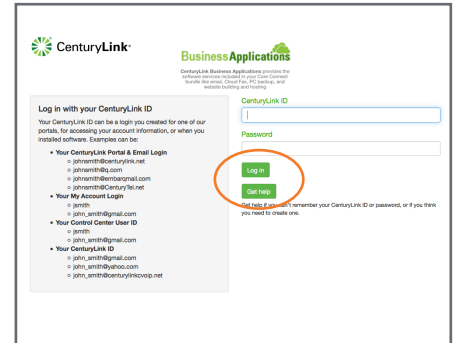 CenturyLink®
Business Applications
CenturyLink Business Applications provides the
software services included in your Core Connect
bundle like email, Cloud Fax, PC backup, and
website building and hosting.
Log in with your CenturyLink ID
Your CenturyLink ID can be a login you created for one of our
portals, for accessing your account information, or when you
installed software. Examples can be:
• Your CenturyLink Portal & Email Login
○ johnsmith@centurylink.net
○ johnsmith@q.com
○ johnsmith@embarqmail.com
○ johnsmith@CenturyTel.net
• Your My Account Login
○ jsmith
○ john_smith@gmail.com
• Your Control Center User ID
○ jsmith
○ john_smith@gmail.com
• Your CenturyLink ID
○ john_smith@gmail.com
○ john_smith@yahoo.com
○ john_smith@centurylinkcvoip.net
CenturyLink ID
Password
Log in
Get help
Get help if you can't remember your CenturyLink ID or password, or if you think
you need to create one.